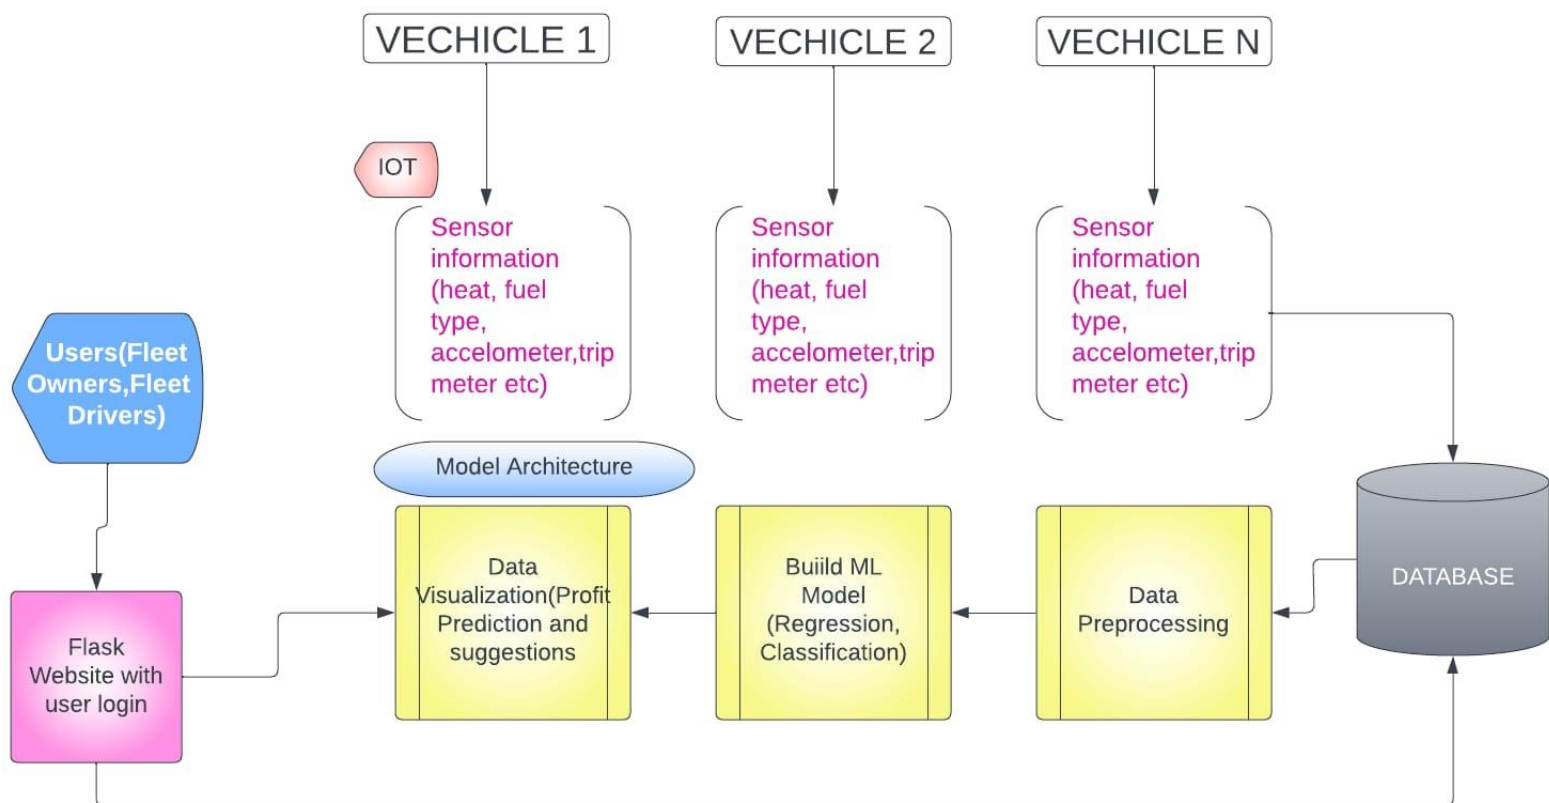 VECHICLE 1
VECHICLE 2
VECHICLE N
IOT
Sensor
information
(heat, fuel
type,
accelometer,trip
meter etc)
Sensor
information
(heat, fuel
type,
accelometer,trip
meter etc)
Sensor
information
(heat, fuel
type,
accelometer,trip
meter etc)
Users(Fleet
Owners,Fleet
Drivers)
Model Architecture
Data
Visualization(Profit
Prediction and
suggestions
Buiild ML
Model
(Regression,
Classification)
Data
Preprocessing
DATABASE
Flask
Website with
user login